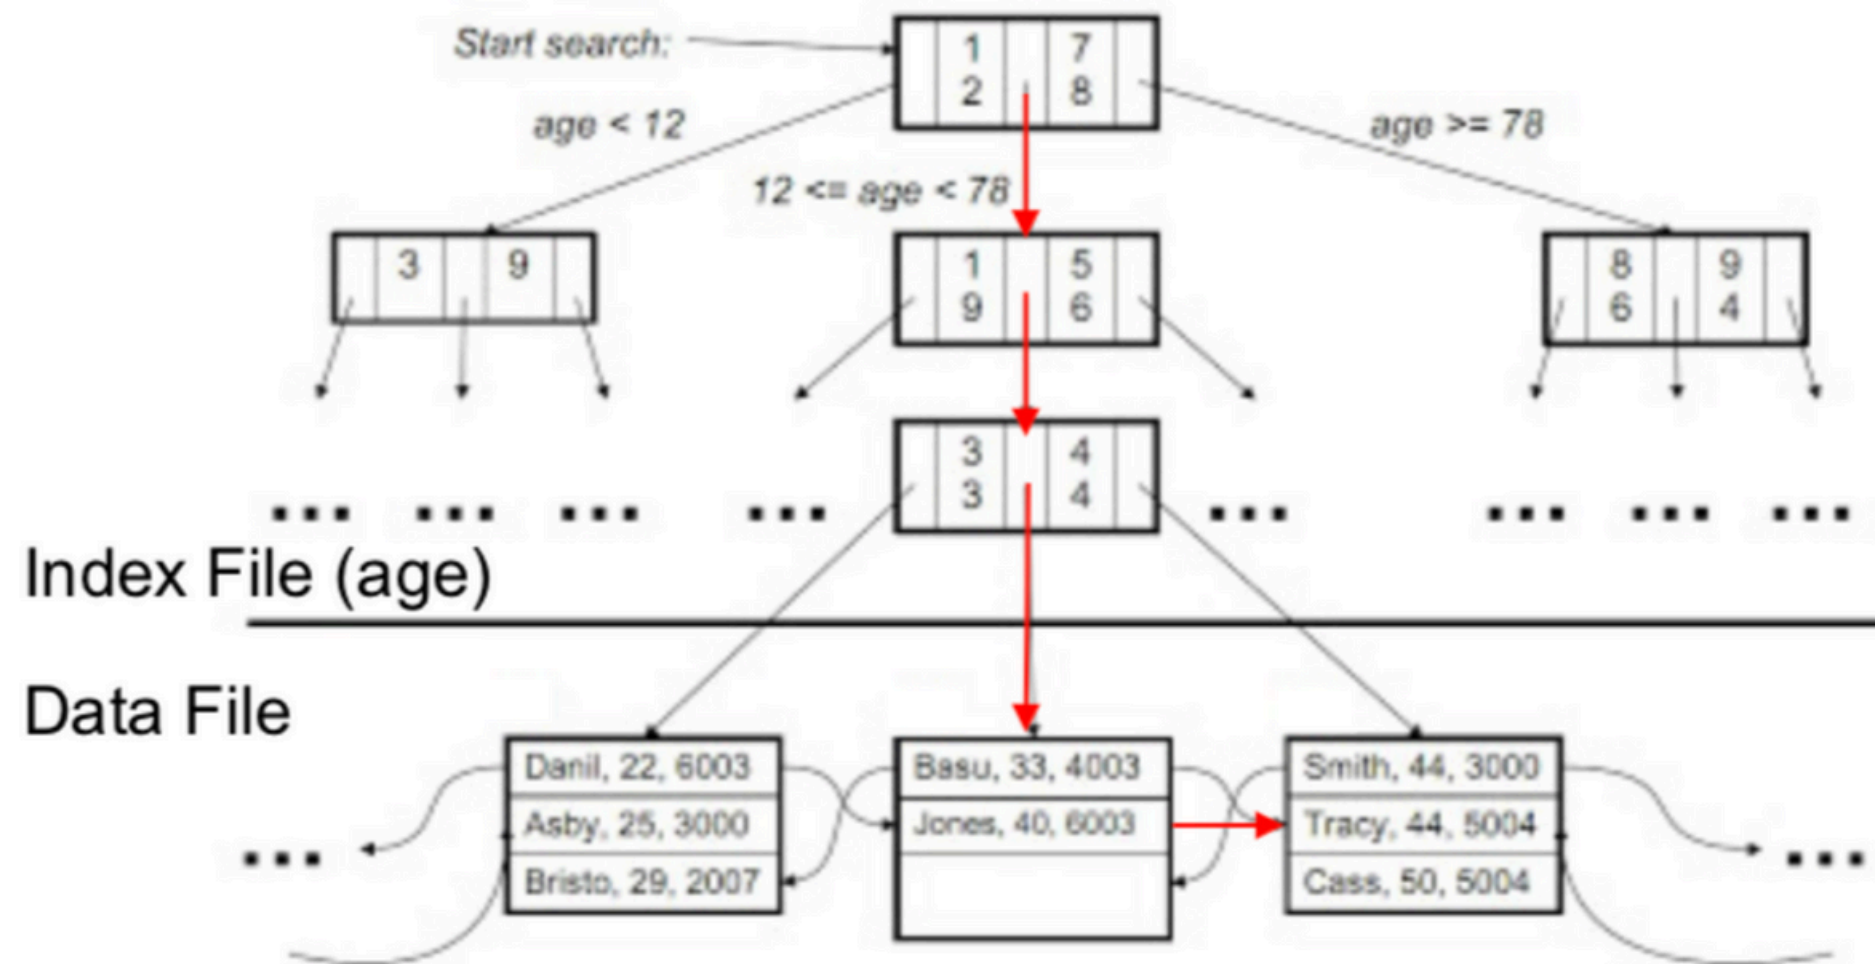 Start search:
1 7
2 8
age < 12
age >= 78
12 <= age < 78
3 9
1 5
9 6
8 9
6 4
3 4
3 4
... ... ... ... ... ... ... ...
Index File (age)
Data File
Danil, 22, 6003
Basu, 33, 4003
Smith, 44, 3000
Asby, 25, 3000
Jones, 40, 6003
Tracy, 44, 5004
... ...
Bristo, 29, 2007
Cass, 50, 5004